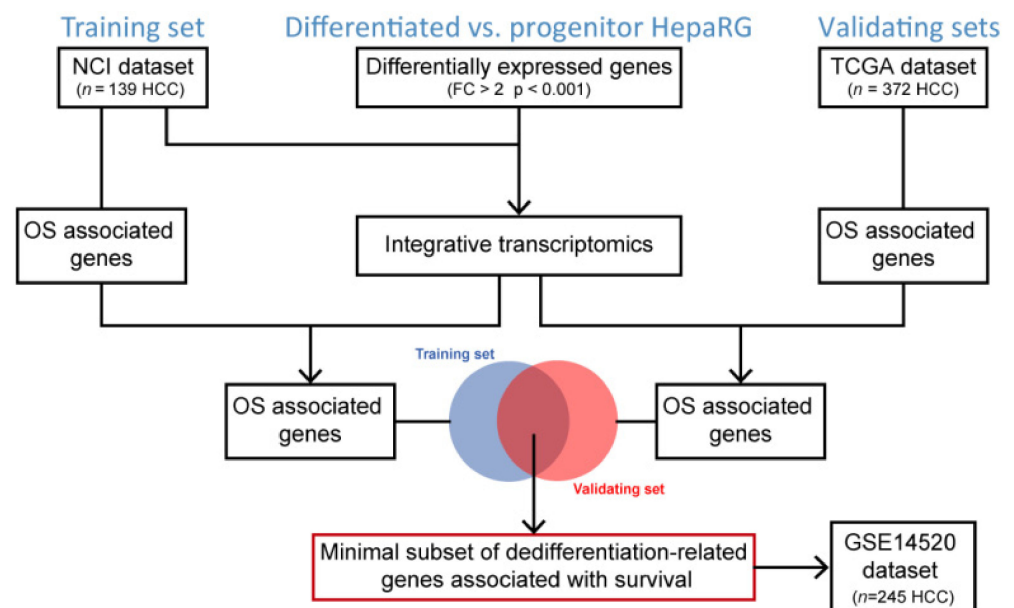 Training set
Differentiated vs. progenitor HepaRG
Validating sets
NCI dataset
(n = 139 HCC)
Differentially expressed genes
(FC > 2 p < 0.001)
TCGA dataset
(n = 372 HCC)
OS associated
genes
Integrative transcriptomics
OS associated
genes
Training set
OS associated
genes
OS associated
genes
Validating set
Minimal subset of dedifferentiation-related
genes associated with survival
GSE14520
dataset
(n=245 HCC)